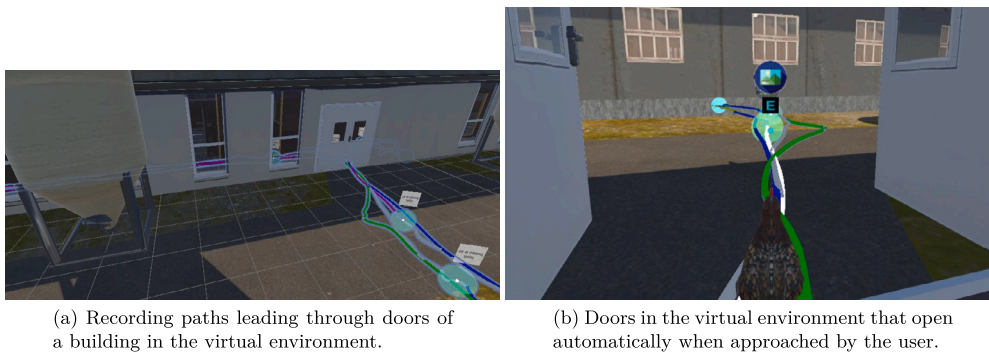 E
(a) Recording paths leading through doors of
a building in the virtual environment.
(b) Doors in the virtual environment that open
automatically when approached by the user.